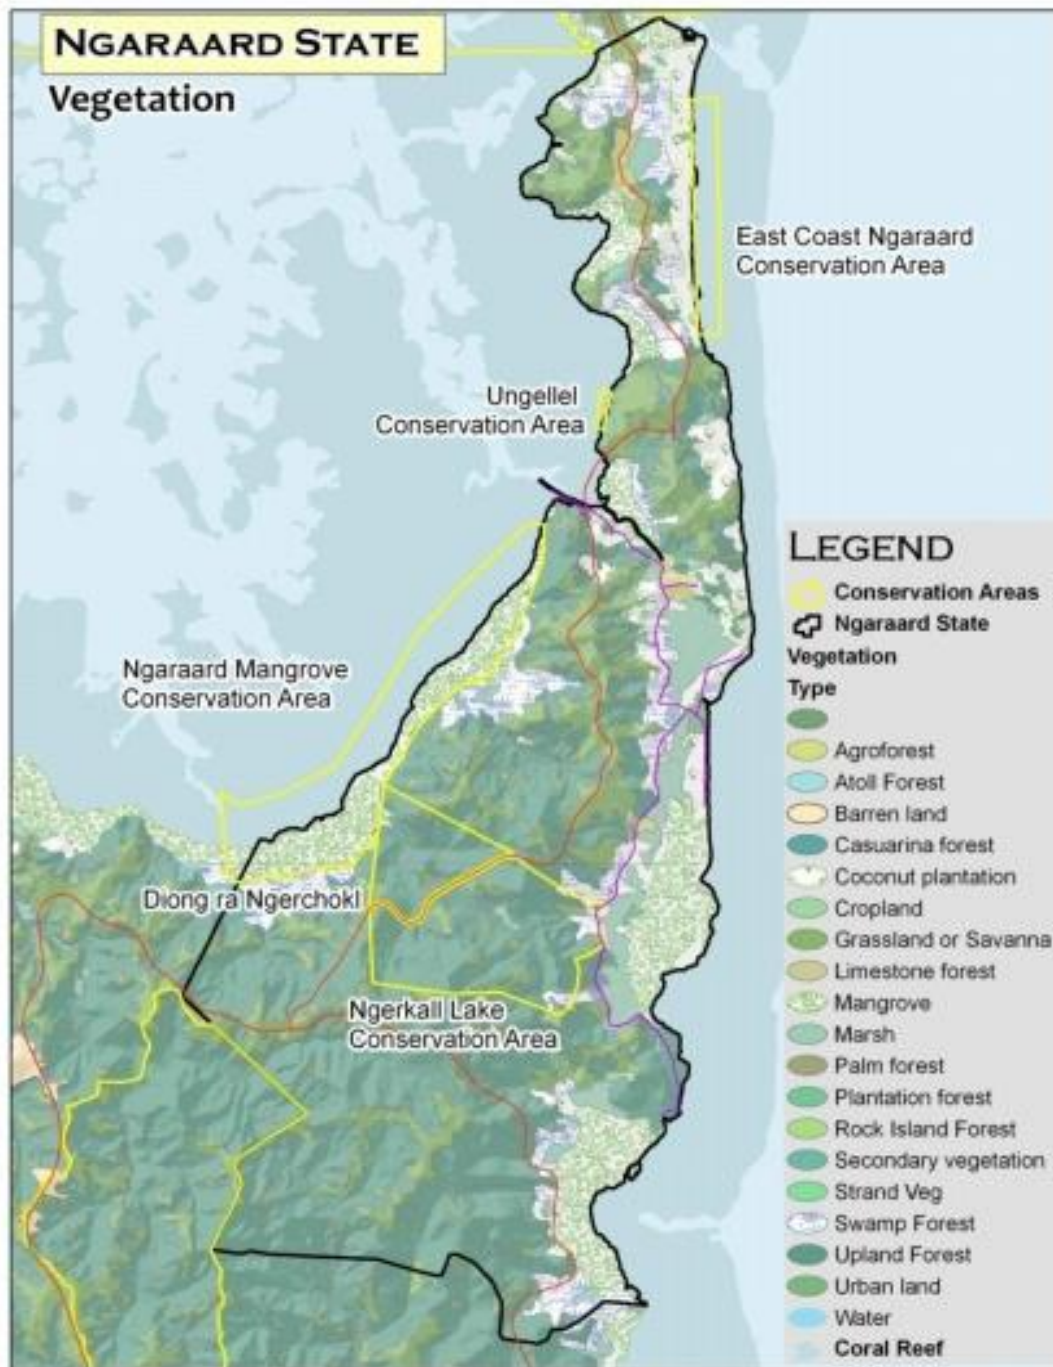 NGARAARD STATE
Vegetation
East Coast Ngaraard
Conservation Area
Ungellel
Conservation Area
Ngaraard Mangrove
Conservation Area
Diong ra Ngerchokl
Ngerkall Lake
Conservation Area
LEGEND
Conservation Areas
Ngaraard State
Vegetation
Type
Agroforest
Atoll Forest
Barren land
Casuarina forest
Coconut plantation
Cropland
Grassland or Savanna
Limestone forest
Mangrove
Marsh
Palm forest
Plantation forest
Rock Island Forest
Secondary vegetation
Strand Veg
Swamp Forest
Upland Forest
Urban land
Water
Coral Reef